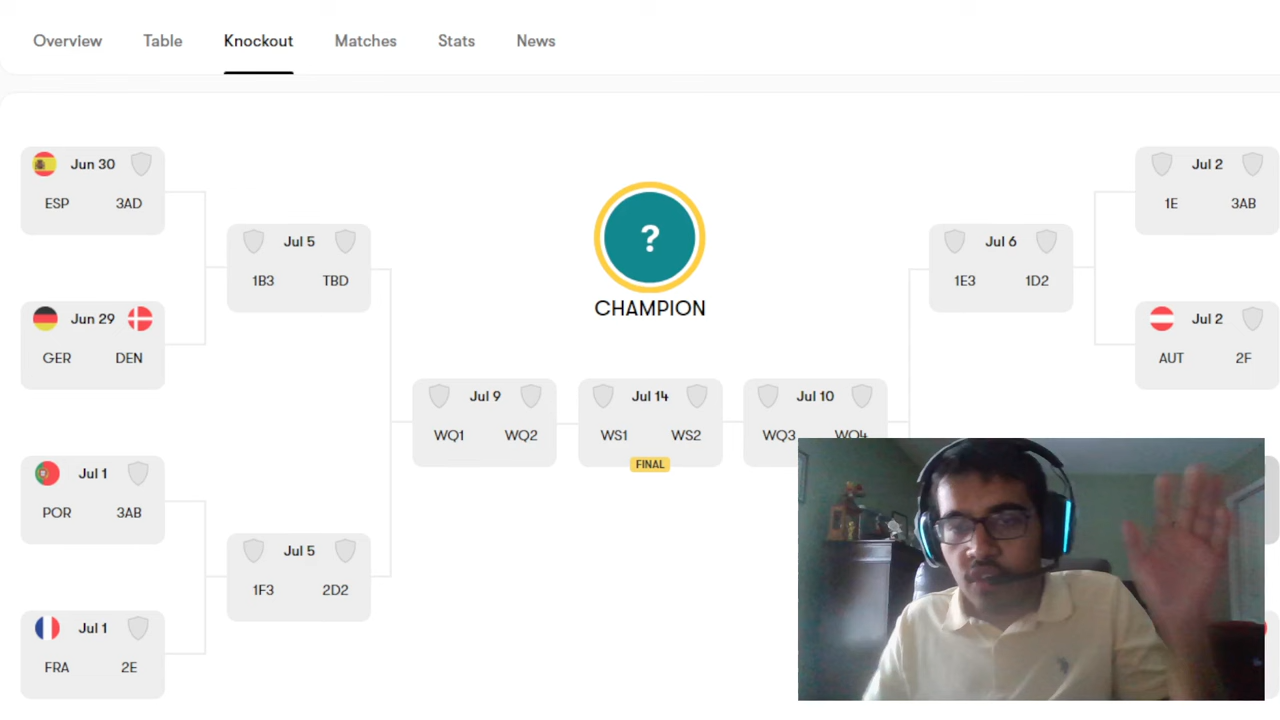 Overview Table Knockout Matches Stats News
Jun 30
ESP 3AD
Jun 29
GER DEN
Jul 1
POR 3AB
Jul 1
FRA 2E
Jul 5
1B3 TBD
Jul 5
1F3 2D2
Jul 9
WQ1 WQ2
?
CHAMPION
Jul 14
WS1 WS2
FINAL
Jul 10
WQ3 WQ4
Jul 6
1E3 1D2
Jul 2
1E 3AB
Jul 2
AUT 2F